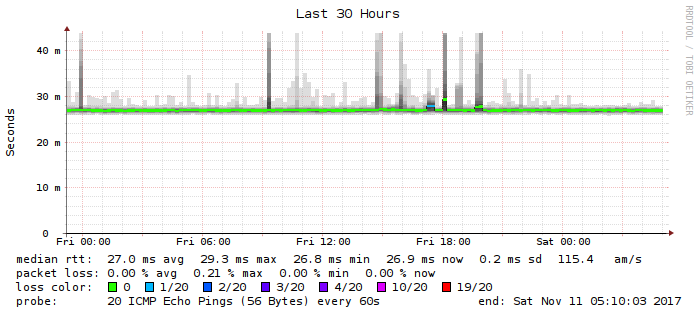 Last 30 Hours
RRDTOOL / TOBI OETIKER
Seconds
40 m
30 m
20 m
10 m
0
Fri 00:00 Fri 06:00 Fri 12:00 Fri 18:00 Sat 00:00
median rtt: 27.0 ms avg 29.3 ms max 26.8 ms min 26.9 ms now 0.2 ms sd 115.4 am/s
packet loss: 0.00 % avg 0.21 % max 0.00 % min 0.00 % now
loss color: 0 1/20 2/20 3/20 4/20 10/20 19/20
probe: 20 ICMP Echo Pings (56 Bytes) every 60s end: Sat Nov 11 05:10:03 2017